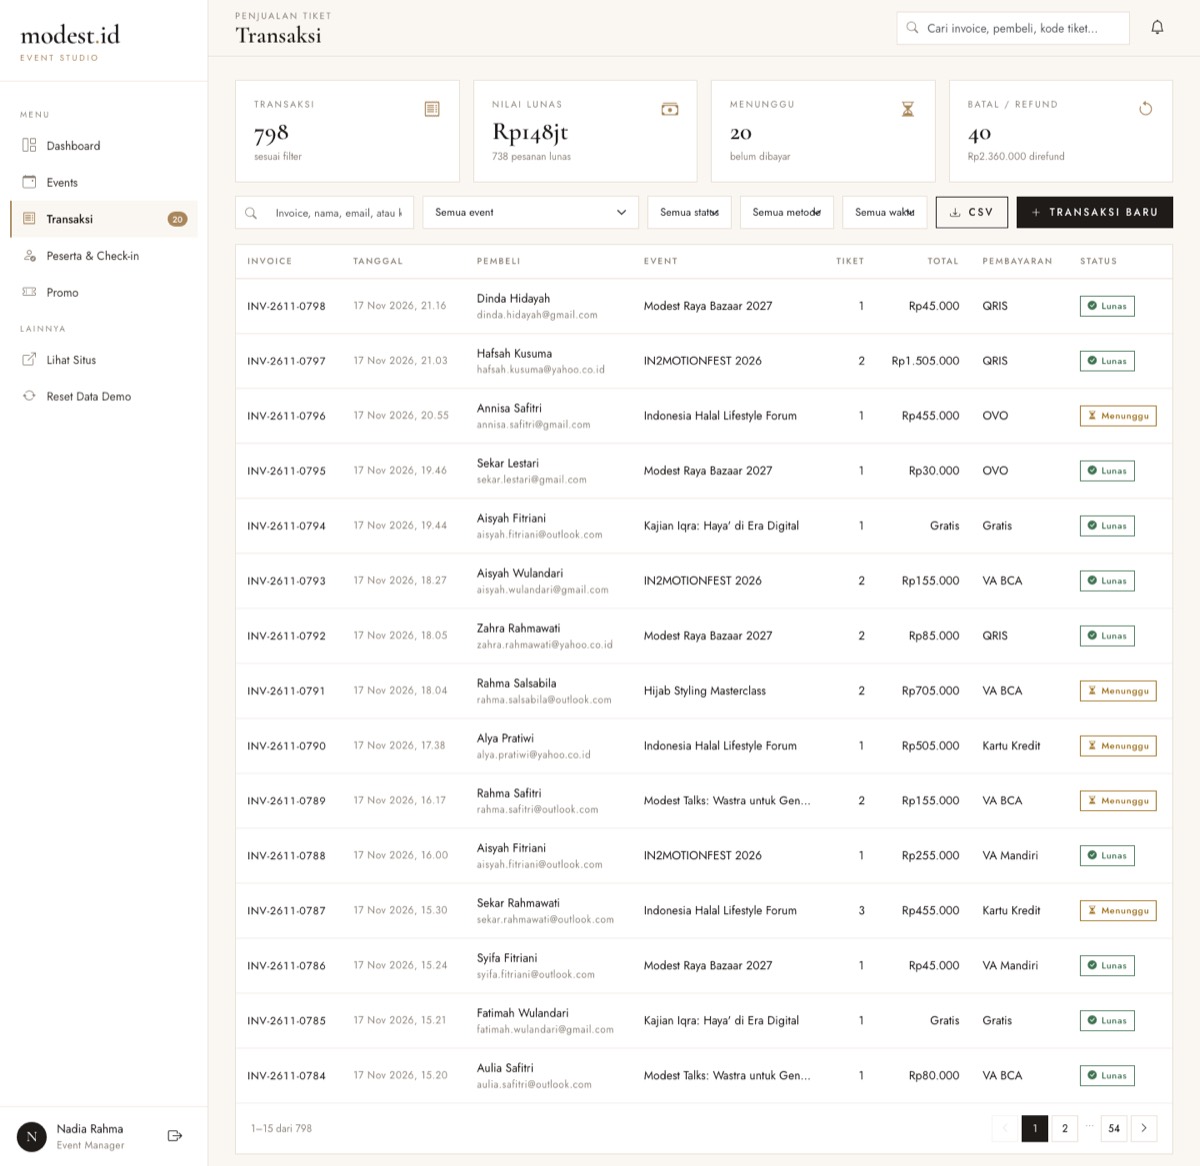 modest.id
EVENT STUDIO
MENU
Dashboard
Events
Transaksi 20
Peserta & Check-in
Promo
LAINNYA
Lihat Situs
Reset Data Demo
N Nadia Rahma
Event Manager
PENJUALAN TIKET
Transaksi
Cari invoice, pembeli, kode tiket...
TRANSAKSI
798
sesuai filter
NILAI LUNAS
Rp148jt
738 pesanan lunas
MENUNGGU
20
belum dibayar
BATAL / REFUND
40
Rp2.360.000 direfund
Invoice, nama, email, atau k Semua event Semua status Semua metode Semua waktu CSV + TRANSAKSI BARU
INVOICE TANGGAL PEMBELI EVENT TIKET TOTAL PEMBAYARAN STATUS
INV-2611-0798 17 Nov 2026, 21.16 Dinda Hidayah Modest Raya Bazaar 2027 1 Rp45.000 QRIS Lunas
dinda.hidayah@gmail.com
INV-2611-0797 17 Nov 2026, 21.03 Hafsah Kusuma IN2MOTIONFEST 2026 2 Rp1.505.000 QRIS Lunas
hafsah.kusuma@yahoo.co.id
INV-2611-0796 17 Nov 2026, 20.55 Annisa Safitri Indonesia Halal Lifestyle Forum 1 Rp455.000 OVO Menunggu
annisa.safitri@gmail.com
INV-2611-0795 17 Nov 2026, 19.46 Sekar Lestari Modest Raya Bazaar 2027 1 Rp30.000 OVO Lunas
sekar.lestari@gmail.com
INV-2611-0794 17 Nov 2026, 19.44 Aisyah Fitriani Kajian Iqra: Haya' di Era Digital 1 Gratis Gratis Lunas
aisyah.fitriani@outlook.com
INV-2611-0793 17 Nov 2026, 18.27 Aisyah Wulandari IN2MOTIONFEST 2026 2 Rp155.000 VA BCA Lunas
aisyah.wulandari@gmail.com
INV-2611-0792 17 Nov 2026, 18.05 Zahra Rahmawati Modest Raya Bazaar 2027 2 Rp85.000 QRIS Lunas
zahra.rahmawati@yahoo.co.id
INV-2611-0791 17 Nov 2026, 18.04 Rahma Salsabila Hijab Styling Masterclass 2 Rp705.000 VA BCA Menunggu
rahma.salsabila@outlook.com
INV-2611-0790 17 Nov 2026, 17.38 Alya Pratiwi Indonesia Halal Lifestyle Forum 1 Rp505.000 Kartu Kredit Menunggu
alya.pratiwi@yahoo.co.id
INV-2611-0789 17 Nov 2026, 16.17 Rahma Safitri Modest Talks: Wastra untuk Gen... 2 Rp155.000 VA BCA Menunggu
rahma.safitri@outlook.com
INV-2611-0788 17 Nov 2026, 16.00 Aisyah Fitriani IN2MOTIONFEST 2026 1 Rp255.000 VA Mandiri Lunas
aisyah.fitriani@outlook.com
INV-2611-0787 17 Nov 2026, 15.30 Sekar Rahmawati Indonesia Halal Lifestyle Forum 3 Rp455.000 Kartu Kredit Menunggu
sekar.rahmawati@outlook.com
INV-2611-0786 17 Nov 2026, 15.24 Syifa Fitriani Modest Raya Bazaar 2027 1 Rp45.000 VA Mandiri Lunas
syifa.fitriani@outlook.com
INV-2611-0785 17 Nov 2026, 15.21 Fatimah Wulandari Kajian Iqra: Haya' di Era Digital 1 Gratis Gratis Lunas
fatimah.wulandari@gmail.com
INV-2611-0784 17 Nov 2026, 15.20 Aulia Safitri Modest Talks: Wastra untuk Gen... 1 Rp80.000 VA BCA Lunas
aulia.safitri@outlook.com
1–15 dari 798 1 2 ... 54